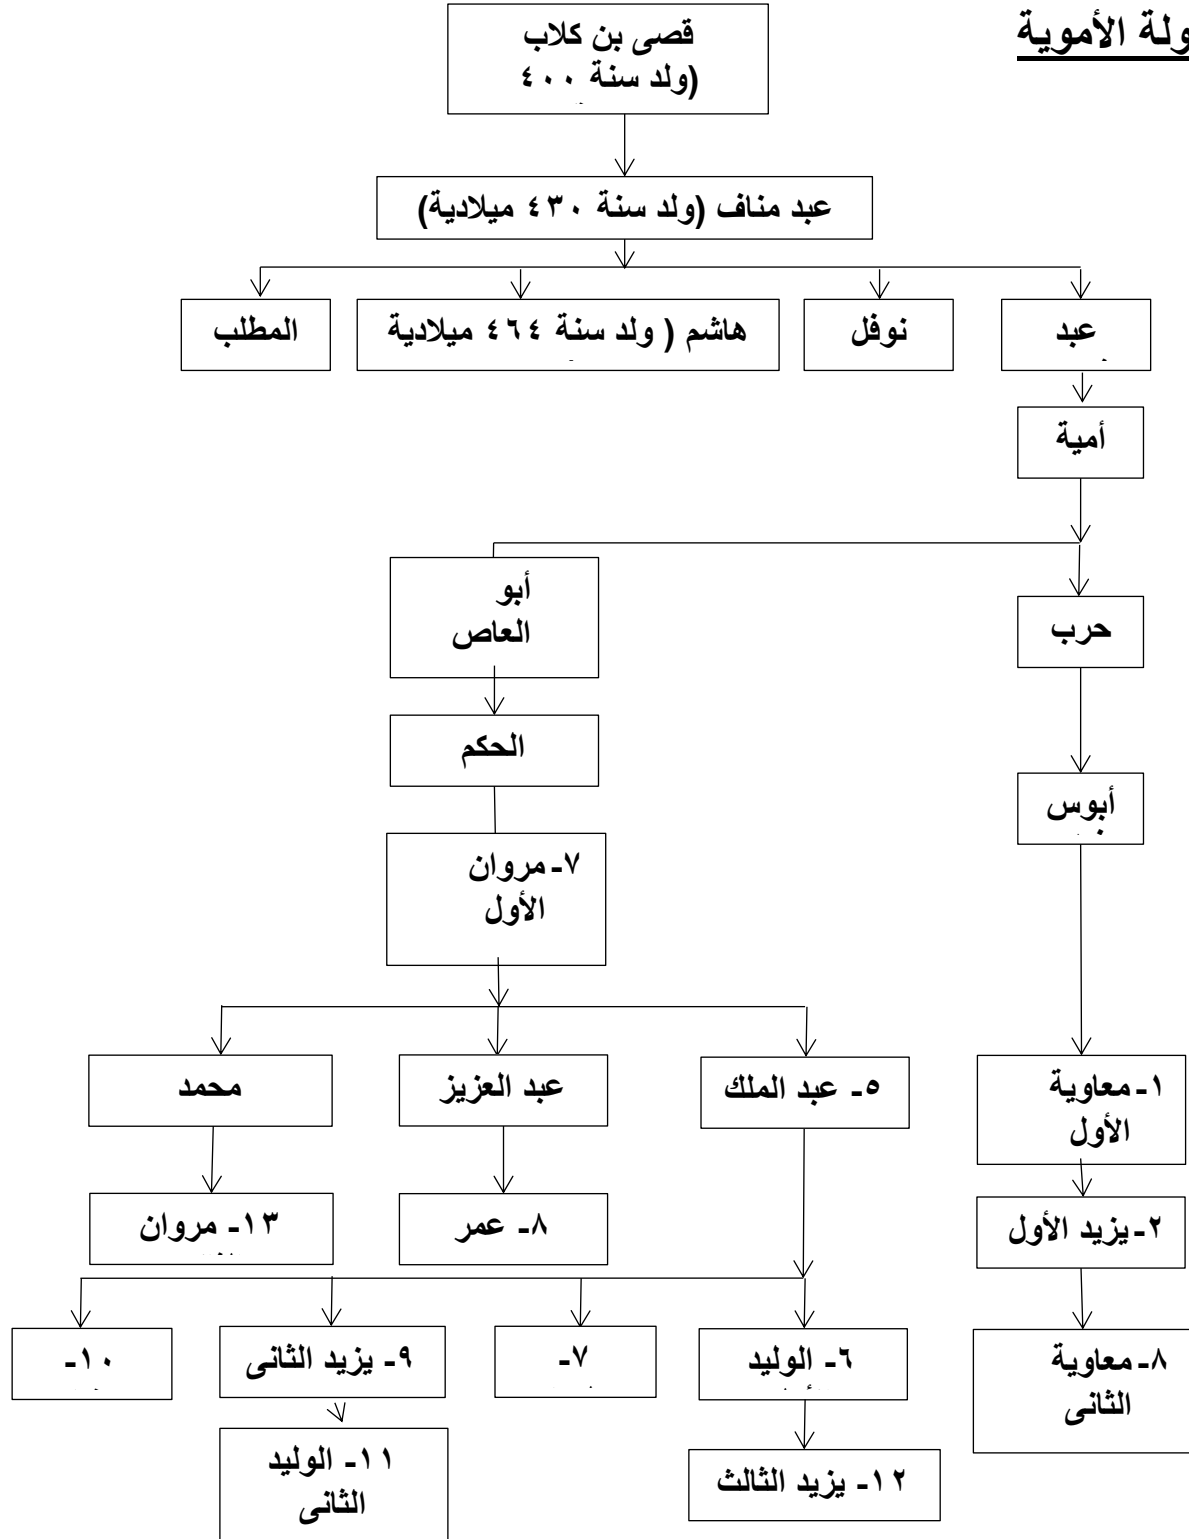 ولة الأموية
قصى بن كلاب
(ولد سنة ٤٠٠
عبد مناف (ولد سنة ٤٣٠ ميلادية)
عبد
نوفل
هاشم ( ولد سنة ٤٦٤ ميلادية
المطلب
أمية
أبو
العاص
حرب
الحكم
أبوس
٧- مروان
الأول
١- معاوية
الأول
٥- عبد الملك
عبد العزيز
محمد
٢- يزيد الأول
٨- عمر
١٣- مروان
٨- معاوية
الثانى
٦- الوليد
٧-
٩- يزيد الثانى
١٠-
١٢- يزيد الثالث
١١- الوليد
الثانى